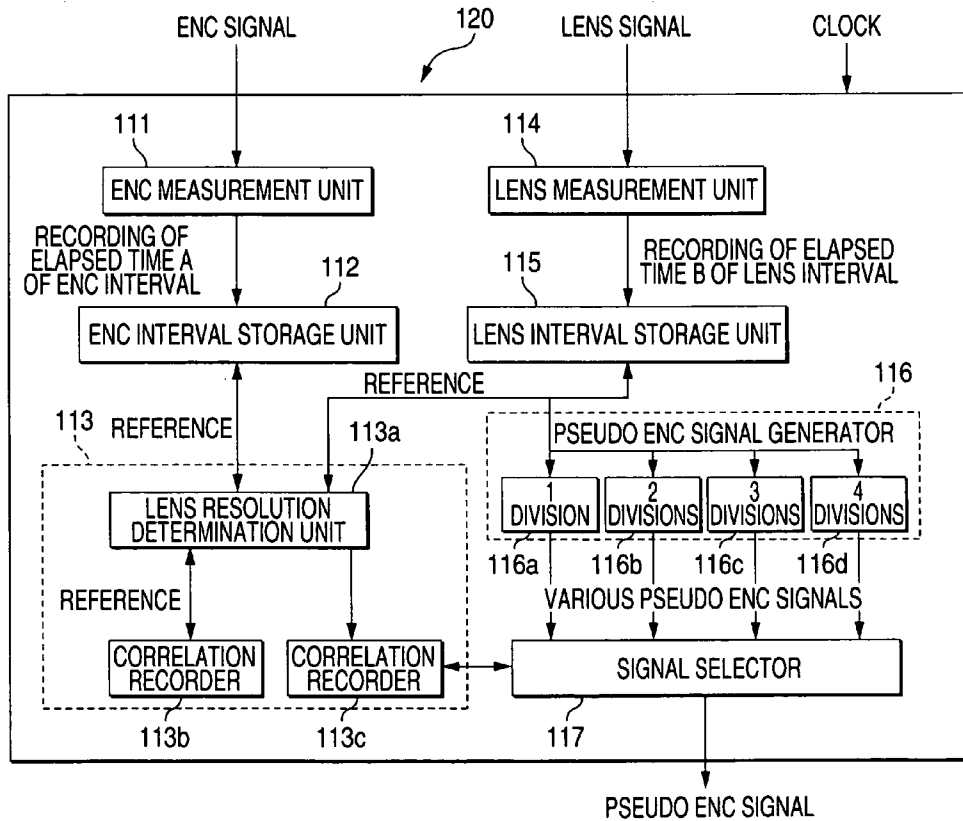 ENC SIGNAL
120
LENS SIGNAL
CLOCK
111
ENC MEASUREMENT UNIT
114
LENS MEASUREMENT UNIT
RECORDING OF
ELAPSED TIME A
OF ENC INTERVAL
112
ENC INTERVAL STORAGE UNIT
RECORDING OF ELAPSED
TIME B OF LENS INTERVAL
115
LENS INTERVAL STORAGE UNIT
REFERENCE
REFERENCE
113
113a
LENS RESOLUTION
DETERMINATION UNIT
116
PSEUDO ENC SIGNAL GENERATOR
1
DIVISION
2
DIVISIONS
3
DIVISIONS
4
DIVISIONS
116a
116b
116c
116d
REFERENCE
VARIOUS PSEUDO ENC SIGNALS
CORRELATION
RECORDER
CORRELATION
RECORDER
SIGNAL SELECTOR
113b
113c
117
PSEUDO ENC SIGNAL